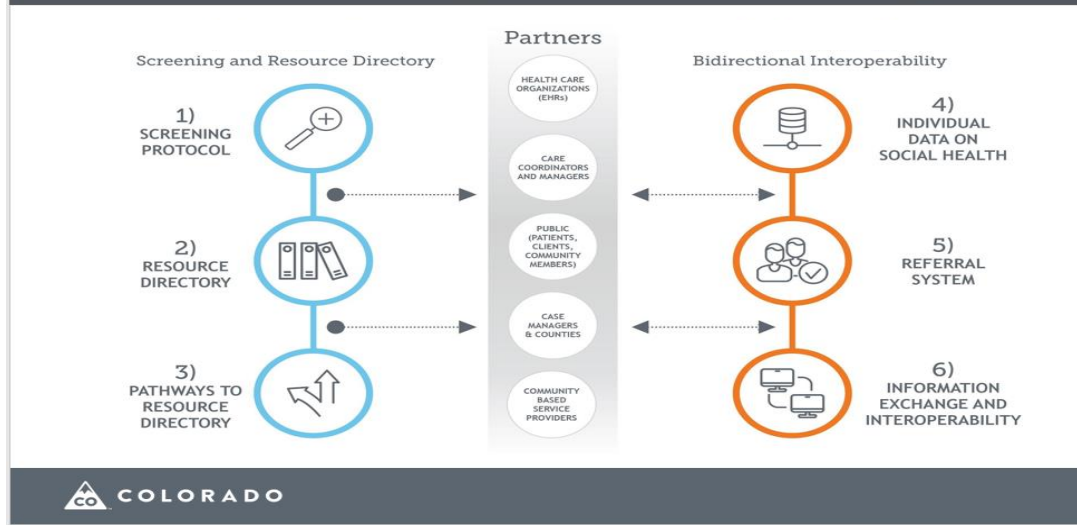 Partners
Screening and Resource Directory
1)
SCREENING
PROTOCOL
2)
RESOURCE
DIRECTORY
3)
PATHWAYS TO
RESOURCE
DIRECTORY
HEALTH CARE
ORGANIZATIONS
(EHRs)
CARE
COORDINATORS
AND MANAGERS
PUBLIC
(PATIENTS,
CLIENTS,
COMMUNITY
MEMBERS)
CASE
MANAGERS
& COUNTIES
COMMUNITY
BASED
SERVICE
PROVIDERS
Bidirectional Interoperability
4)
INDIVIDUAL
DATA ON
SOCIAL HEALTH
5)
REFERRAL
SYSTEM
6)
INFORMATION
EXCHANGE AND
INTEROPERABILITY
CO
COLORADO